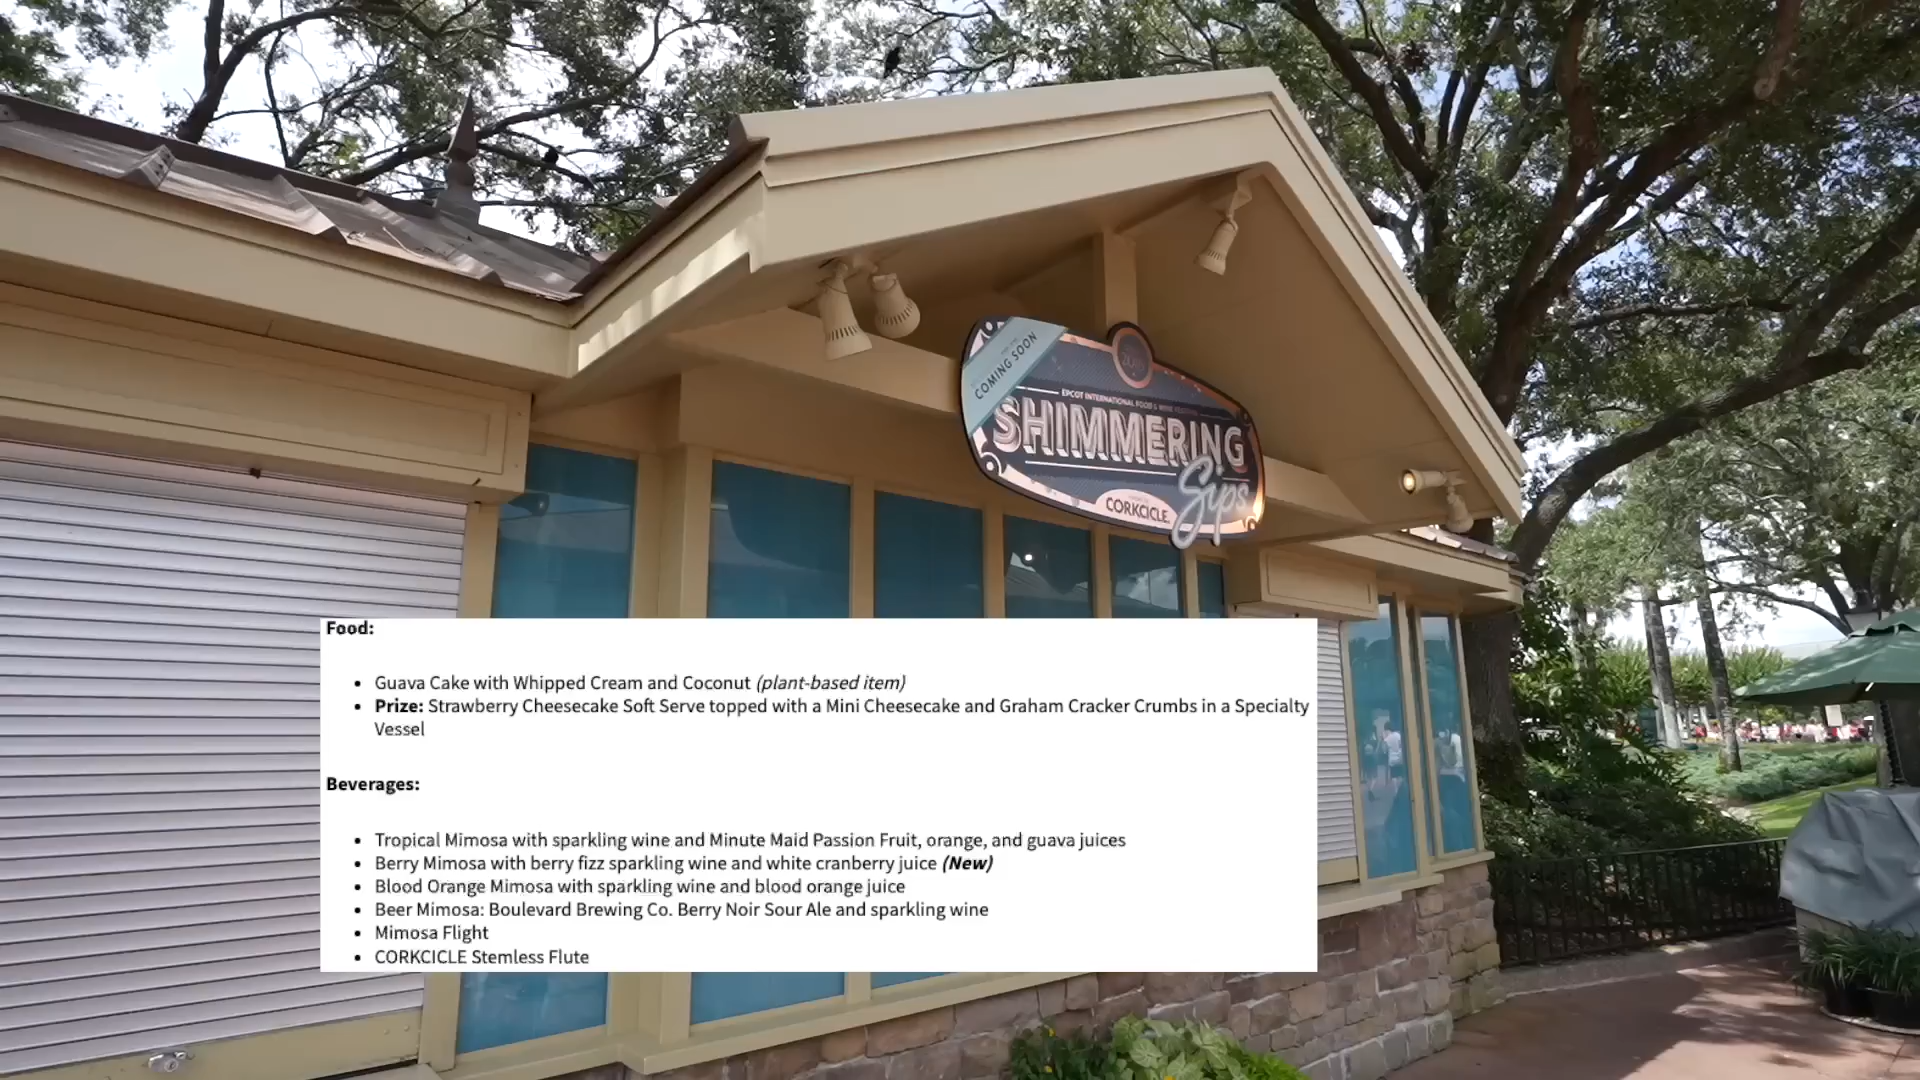 COMING SOON
EPCOT INTERNATIONAL FOOD & WINE FESTIVAL
SHIMMERING
Sips
CORKCICLE.
Food:
• Guava Cake with Whipped Cream and Coconut (plant-based item)
• Prize: Strawberry Cheesecake Soft Serve topped with a Mini Cheesecake and Graham Cracker Crumbs in a Specialty
Vessel
Beverages:
• Tropical Mimosa with sparkling wine and Minute Maid Passion Fruit, orange, and guava juices
• Berry Mimosa with berry fizz sparkling wine and white cranberry juice (New)
• Blood Orange Mimosa with sparkling wine and blood orange juice
• Beer Mimosa: Boulevard Brewing Co. Berry Noir Sour Ale and sparkling wine
• Mimosa Flight
• CORKCICLE Stemless Flute